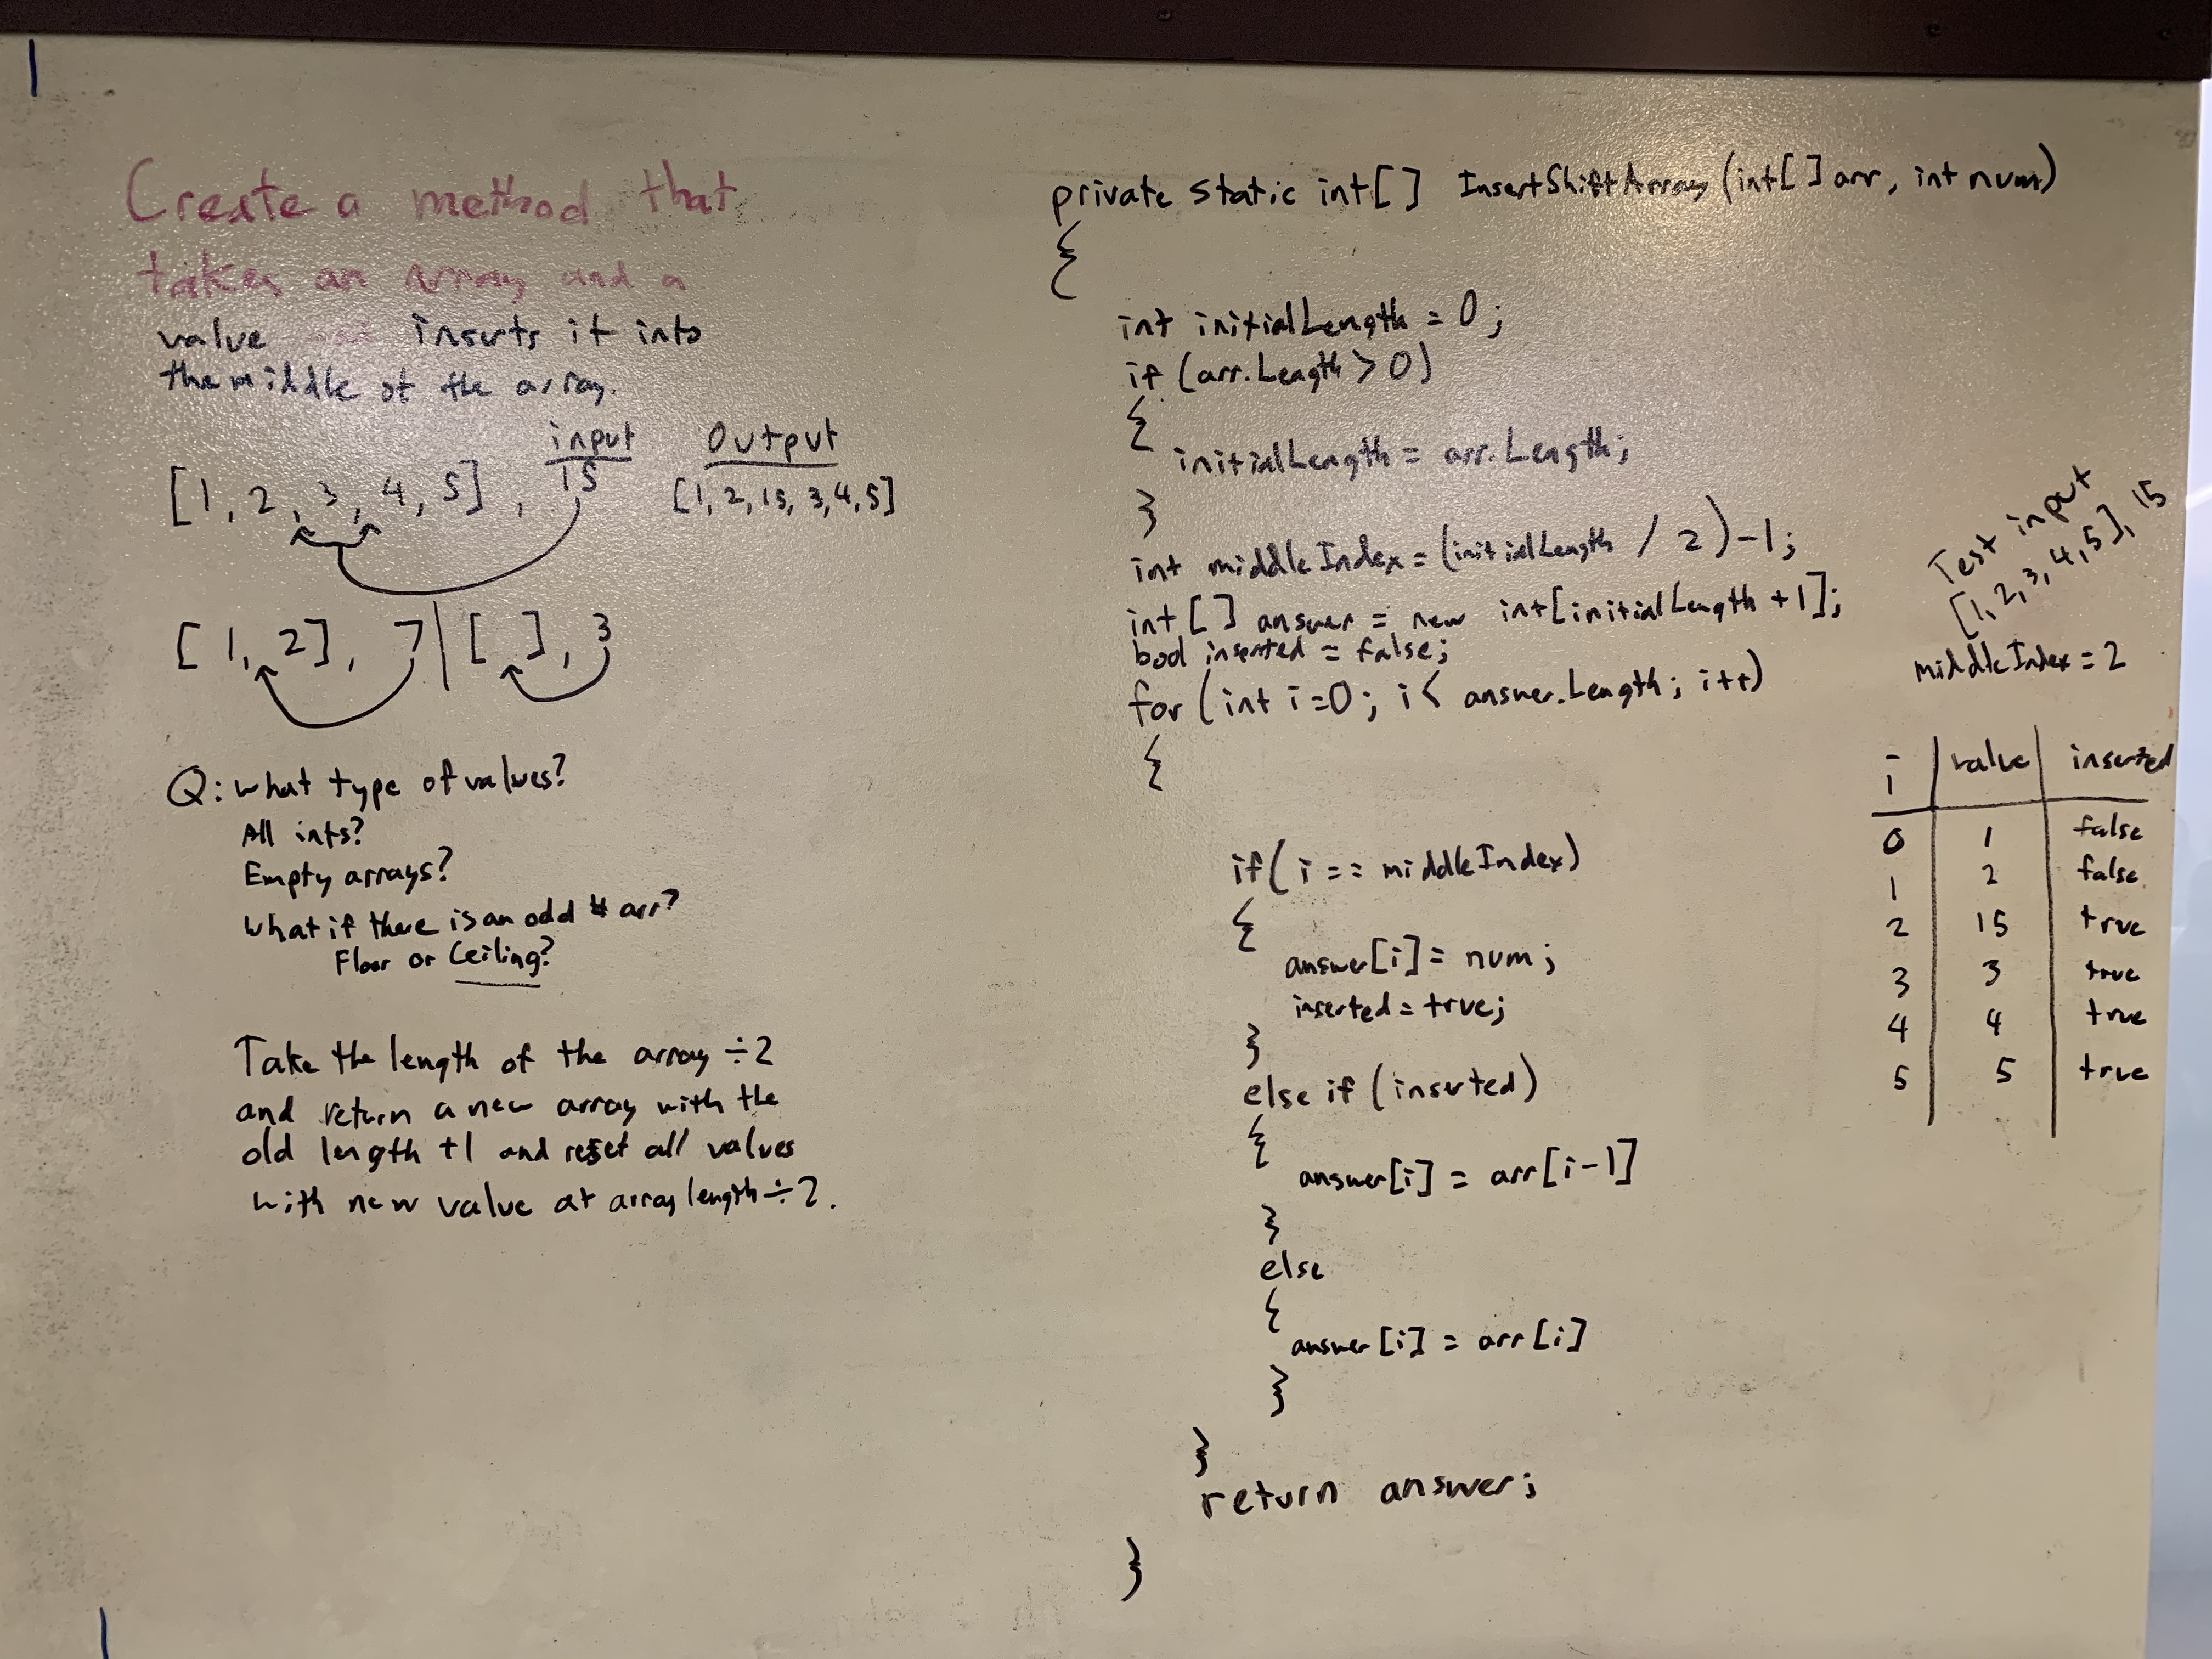 Create a method that
takes an array and a
value inserts it into
the middle of the array.
input Output
[1, 2, 3, 4, 5] , 15 [1, 2, 15, 3, 4, 5]
[1, 2], 7 | [ ], 3
Q: What type of values?
All ints?
Empty arrays?
What if there is an odd # arr?
Floor or Ceiling?
Take the length of the array ÷2
and return a new array with the
old length +1 and reset all values
with new value at array length ÷2.
private static int[] InsertShiftArray (int[] arr, int num)
{
int initialLength = 0;
if (arr.Length > 0)
{
initialLength = arr.Length;
}
int middleIndex = (initialLength / 2) -1;
int[] answer = new int[initialLength +1];
bool inserted = false;
for (int i=0; i< answer.Length; i++)
{
if( i == middleIndex)
{
answer[i] = num;
inserted = true;
}
else if (inserted)
{
answer[i] = arr[i-1]
}
else
{
answer[i] = arr[i]
}
}
return answer;
}
Test input
[1, 2, 3, 4, 5], 15
middleIndex = 2
i value inserted
0 1 false
1 2 false
2 15 true
3 3 true
4 4 true
5 5 true